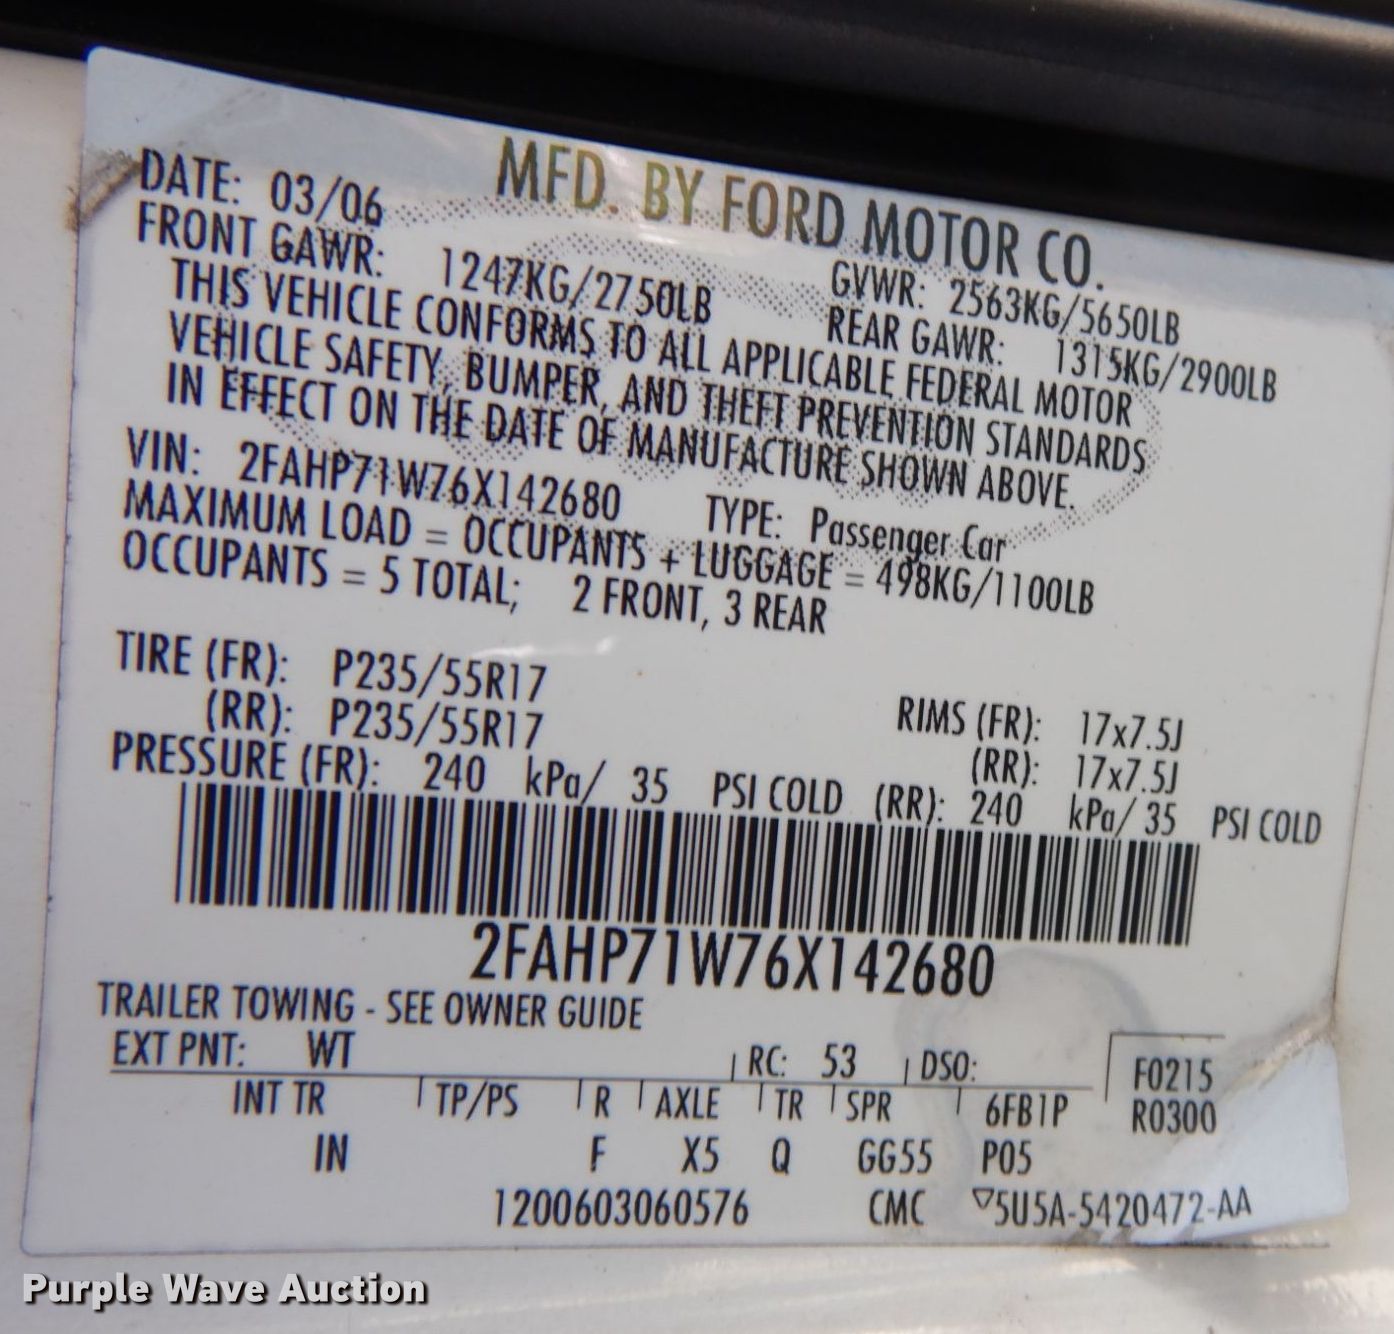 MFD. BY FORD MOTOR CO.
DATE: 03/06
GVWR: 2563KG/5650LB
FRONT GAWR: 1247KG/2750LB
REAR GAWR: 1315KG/2900LB
THIS VEHICLE CONFORMS TO ALL APPLICABLE FEDERAL MOTOR
VEHICLE SAFETY, BUMPER, AND THEFT PREVENTION STANDARDS
IN EFFECT ON THE DATE OF MANUFACTURE SHOWN ABOVE.
VIN: 2FAHP71W76X142680 TYPE: Passenger Car
MAXIMUM LOAD = OCCUPANTS + LUGGAGE = 498KG/1100LB
OCCUPANTS = 5 TOTAL; 2 FRONT, 3 REAR
TIRE (FR): P235/55R17 RIMS (FR): 17x7.5J
(RR): P235/55R17 (RR): 17x7.5J
PRESSURE (FR): 240 kPa/ 35 PSI COLD (RR): 240 kPa/ 35 PSI COLD
2FAHP71W76X142680
TRAILER TOWING - SEE OWNER GUIDE
EXT PNT: WT RC: 53 DSO: F0215
INT TR TP/PS R AXLE TR SPR 6FB1P R0300
IN F X5 Q GG55 P05
1200603060576 CMC ▽5U5A-5420472-AA
Purple Wave Auction